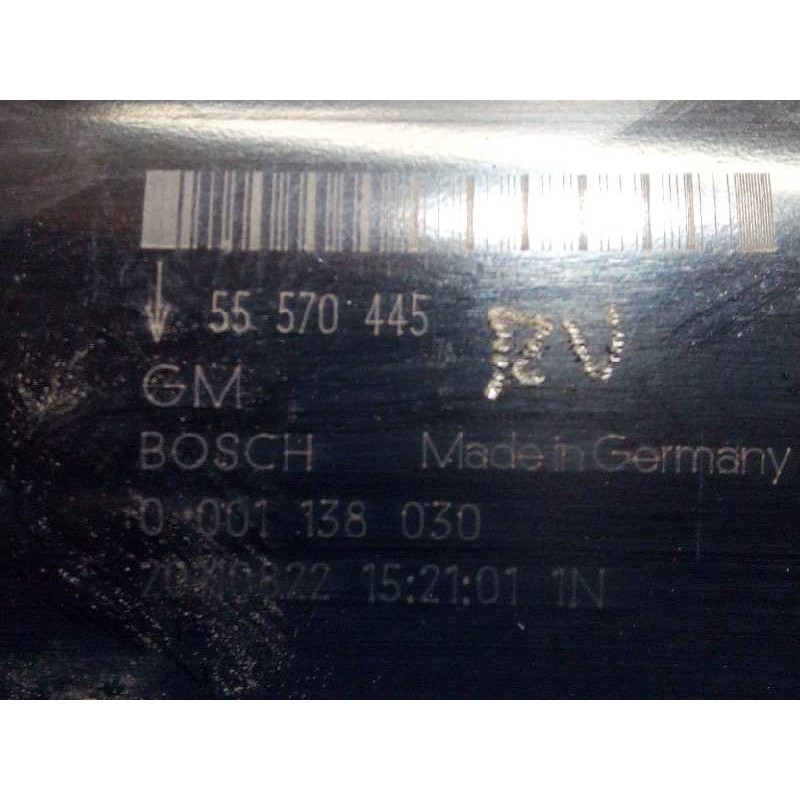 55 570 445
RV
GM
BOSCH Made in Germany
0 001 138 030
15:21:01 1N